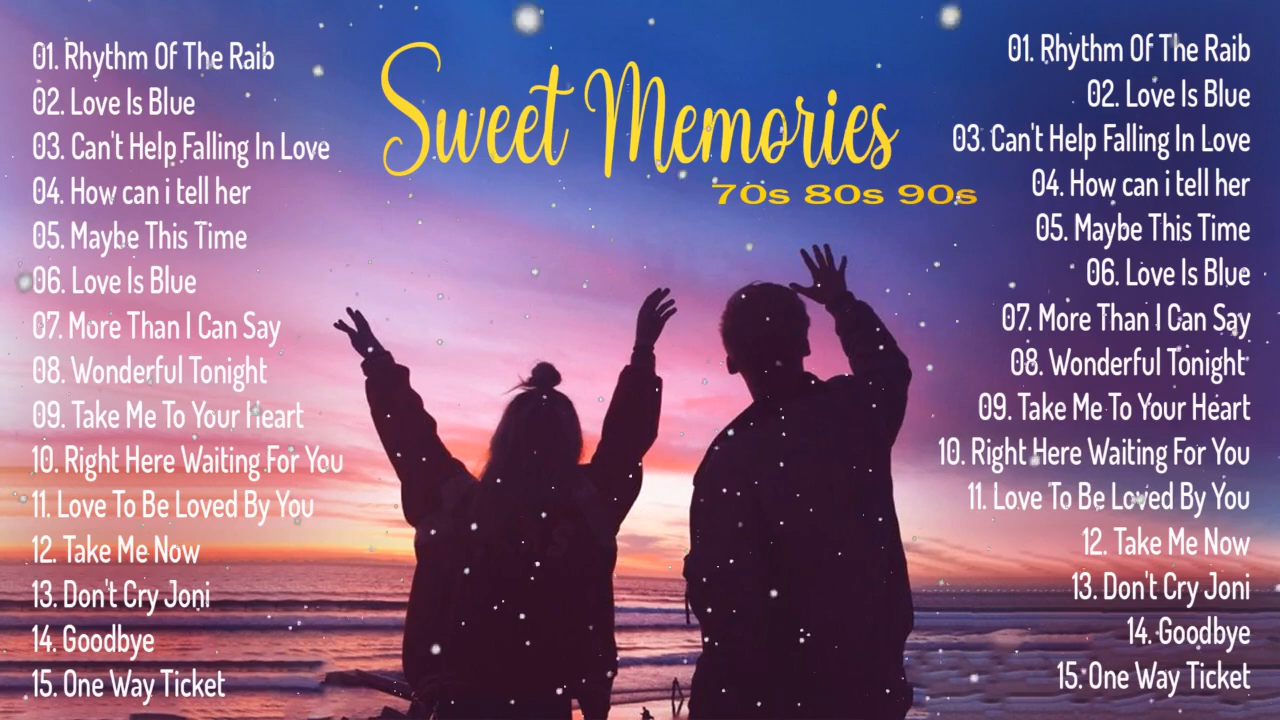 01. Rhythm Of The Raib
02. Love Is Blue
03. Can't Help Falling In Love
04. How can i tell her
05. Maybe This Time
06. Love Is Blue
07. More Than I Can Say
08. Wonderful Tonight
09. Take Me To Your Heart
10. Right Here Waiting For You
11. Love To Be Loved By You
12. Take Me Now
13. Don't Cry Joni
14. Goodbye
15. One Way Ticket
Sweet Memories
70s 80s 90s
01. Rhythm Of The Raib
02. Love Is Blue
03. Can't Help Falling In Love
04. How can i tell her
05. Maybe This Time
06. Love Is Blue
07. More Than I Can Say
08. Wonderful Tonight
09. Take Me To Your Heart
10. Right Here Waiting For You
11. Love To Be Loved By You
12. Take Me Now
13. Don't Cry Joni
14. Goodbye
15. One Way Ticket